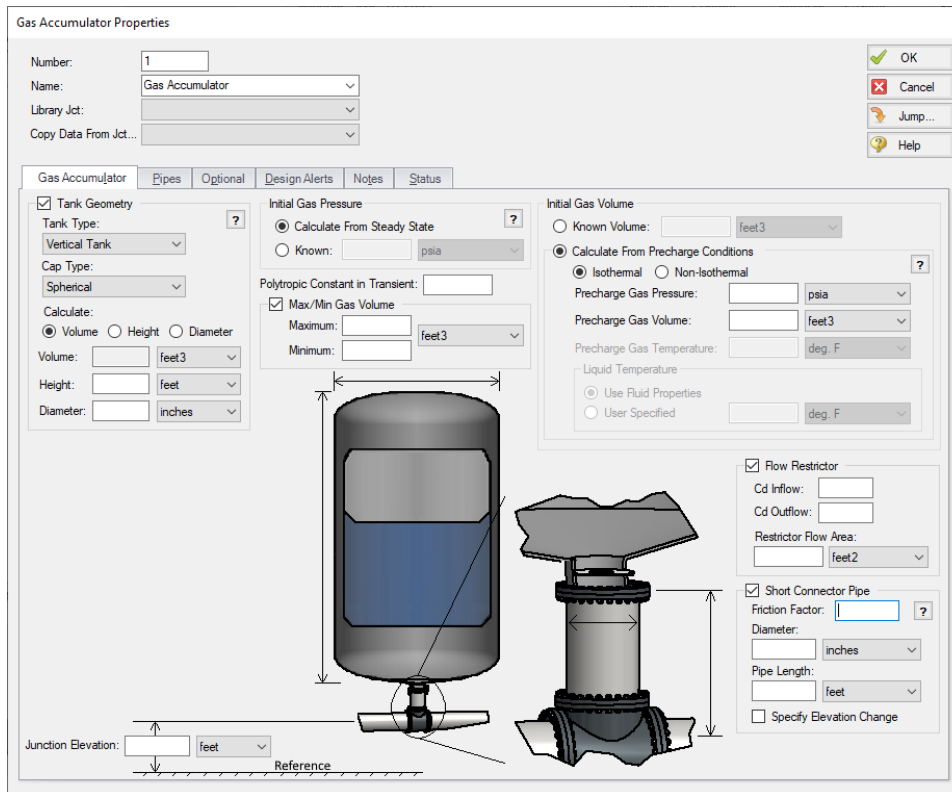 Gas Accumulator Properties
Number: 1
Name: Gas Accumulator
Library Jct:
Copy Data From Jct...
OK
Cancel
Jump...
Help
Gas Accumulator Pipes Optional Design Alerts Notes Status
Tank Geometry
?
Tank Type:
Vertical Tank
Cap Type:
Spherical
Calculate:
Volume Height Diameter
Volume: feet3
Height: feet
Diameter: inches
Initial Gas Pressure
Calculate From Steady State
?
Known: psia
Polytropic Constant in Transient:
Max/Min Gas Volume
Maximum:
feet3
Minimum:
Initial Gas Volume
Known Volume: feet3
Calculate From Precharge Conditions
?
Isothermal Non-Isothermal
Precharge Gas Pressure: psia
Precharge Gas Volume: feet3
Precharge Gas Temperature: deg. F
Liquid Temperature
Use Fluid Properties
User Specified deg. F
Flow Restrictor
Cd Inflow:
Cd Outflow:
Restrictor Flow Area:
feet2
Short Connector Pipe
Friction Factor: ?
Diameter:
inches
Pipe Length:
feet
Specify Elevation Change
Junction Elevation: feet
Reference